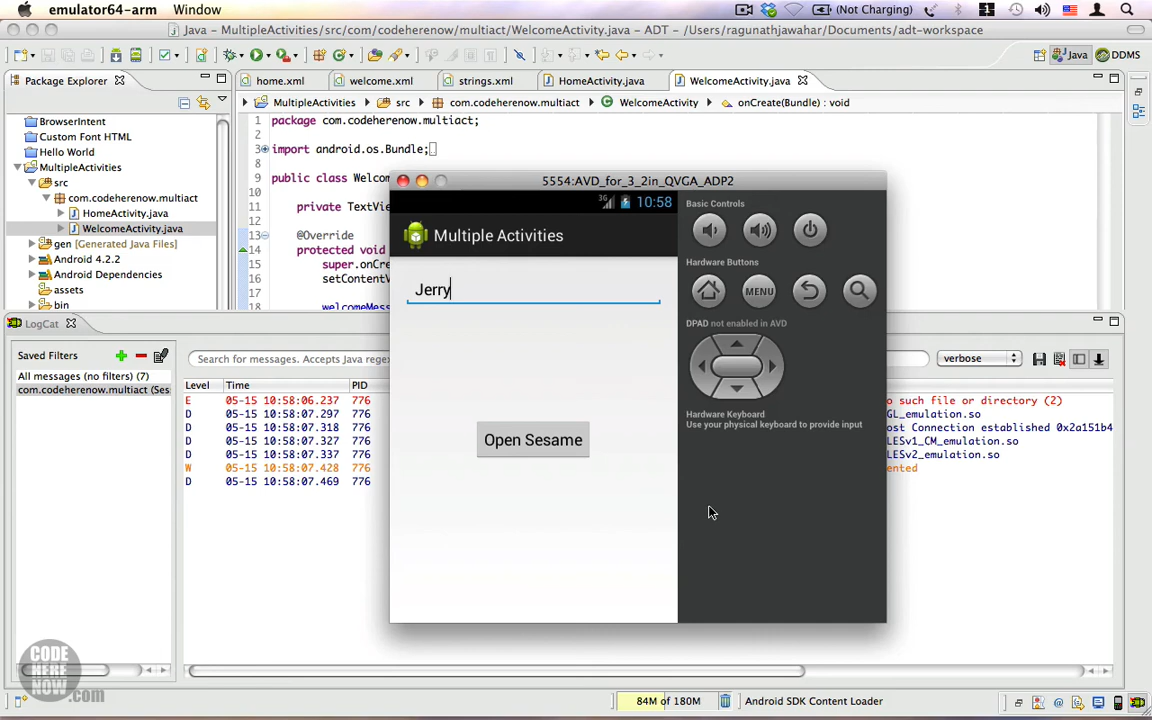 emulator64-arm Window
(Not Charging)
Java – MultipleActivities/src/com/codeherenow/multiact/WelcomeActivity.java – ADT – /Users/ragunathjawahar/Documents/adt-workspace
Java DDMS
Package Explorer
home.xml welcome.xml strings.xml HomeActivity.java WelcomeActivity.java
MultipleActivities src com.codeherenow.multiact WelcomeActivity onCreate(Bundle) : void
BrowserIntent
Custom Font HTML
Hello World
MultipleActivities
src
com.codeherenow.multiact
HomeActivity.java
WelcomeActivity.java
gen [Generated Java Files]
Android 4.2.2
Android Dependencies
assets
bin
1 package com.codeherenow.multiact;
2
3 import android.os.Bundle;
8
9 public class Welcom
10
11 private TextVie
12
13 @Override
14 protected void
15 super.onCre
16 setContentV
17
18 welcomeMess
5554:AVD_for_3_2in_QVGA_ADP2
3G 10:58
Multiple Activities
Jerry
Open Sesame
Basic Controls
Hardware Buttons
MENU
DPAD not enabled in AVD
Hardware Keyboard
Use your physical keyboard to provide input
LogCat
Saved Filters
All messages (no filters) (7)
com.codeherenow.multiact (Ses
Search for messages. Accepts Java rege
verbose
Level Time PID
E 05-15 10:58:06.237 776 o such file or directory (2)
D 05-15 10:58:07.297 776 GL_emulation.so
D 05-15 10:58:07.318 776 ost Connection established 0x2a151b4
D 05-15 10:58:07.327 776 LESv1_CM_emulation.so
D 05-15 10:58:07.337 776 LESv2_emulation.so
W 05-15 10:58:07.428 776 ented
D 05-15 10:58:07.469 776
CODE
HERE
NOW
.com
84M of 180M Android SDK Content Loader